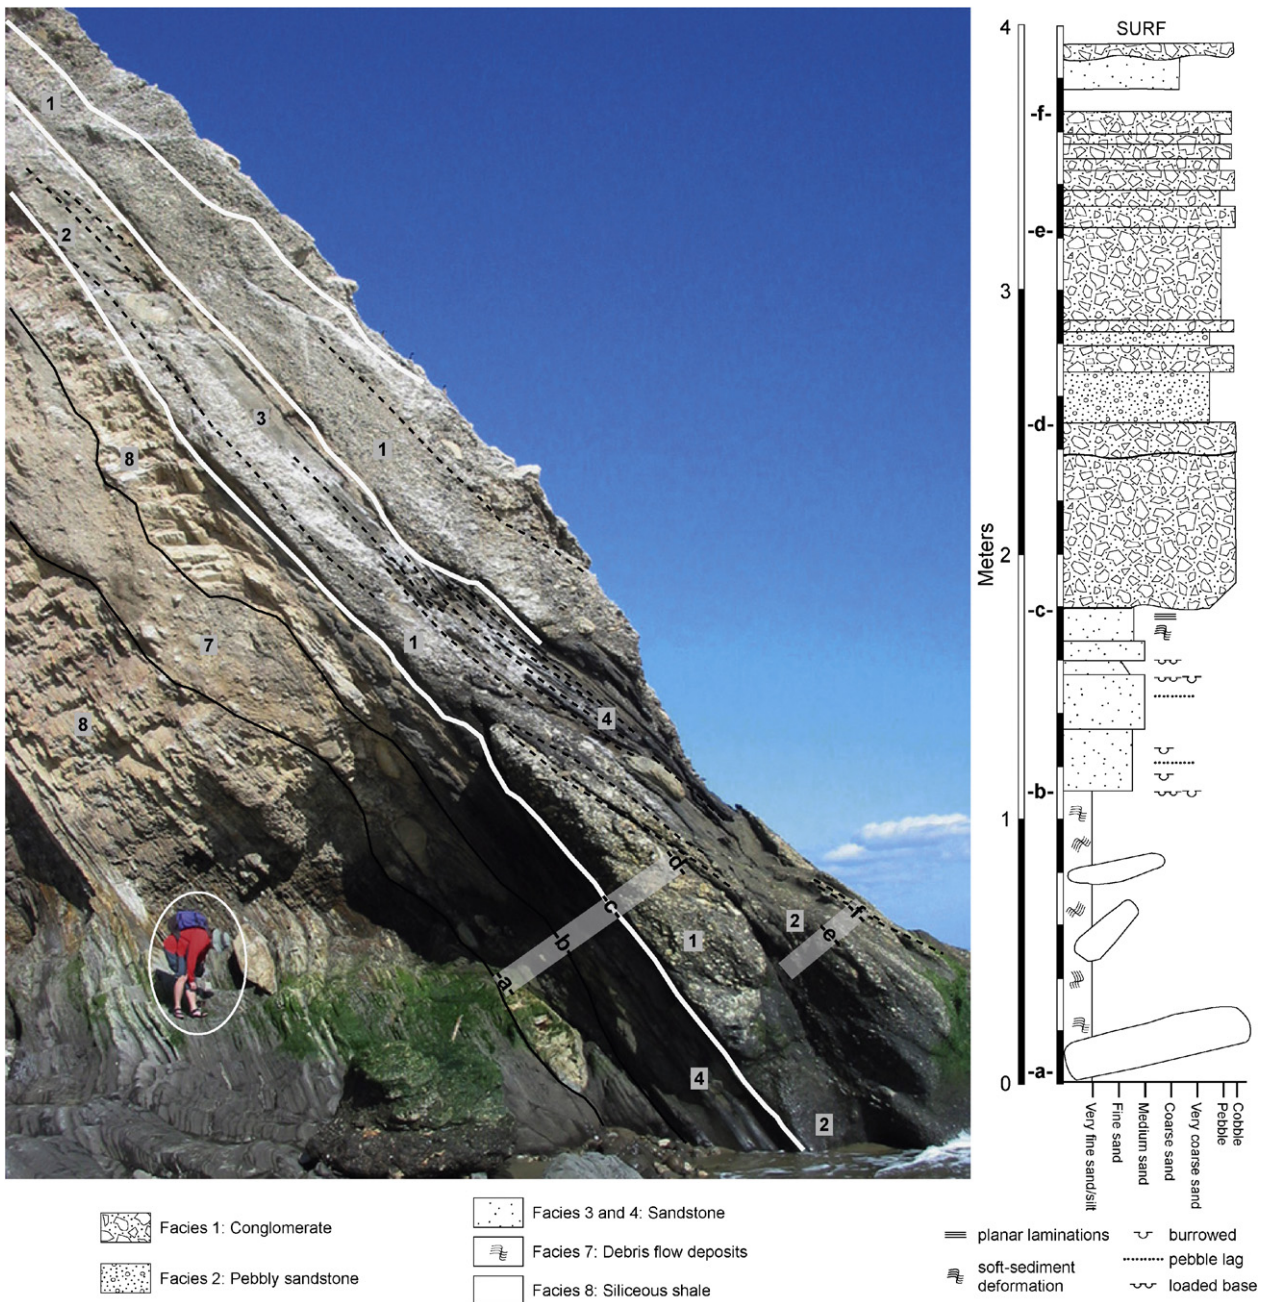 1
2
3
1
8
7
1
8
4
-d-
-c-
2
-f-
-e-
-b-
1
-a-
4
2
4
SURF
-f-
-e-
3
-d-
Meters
2
-c-
-b-
1
-a-
0
Very fine sand/silt
Fine sand
Medium sand
Coarse sand
Very coarse sand
Pebble
Cobble
Facies 1: Conglomerate
Facies 2: Pebbly sandstone
Facies 3 and 4: Sandstone
Facies 7: Debris flow deposits
Facies 8: Siliceous shale
planar laminations
soft-sediment
deformation
burrowed
pebble lag
loaded base